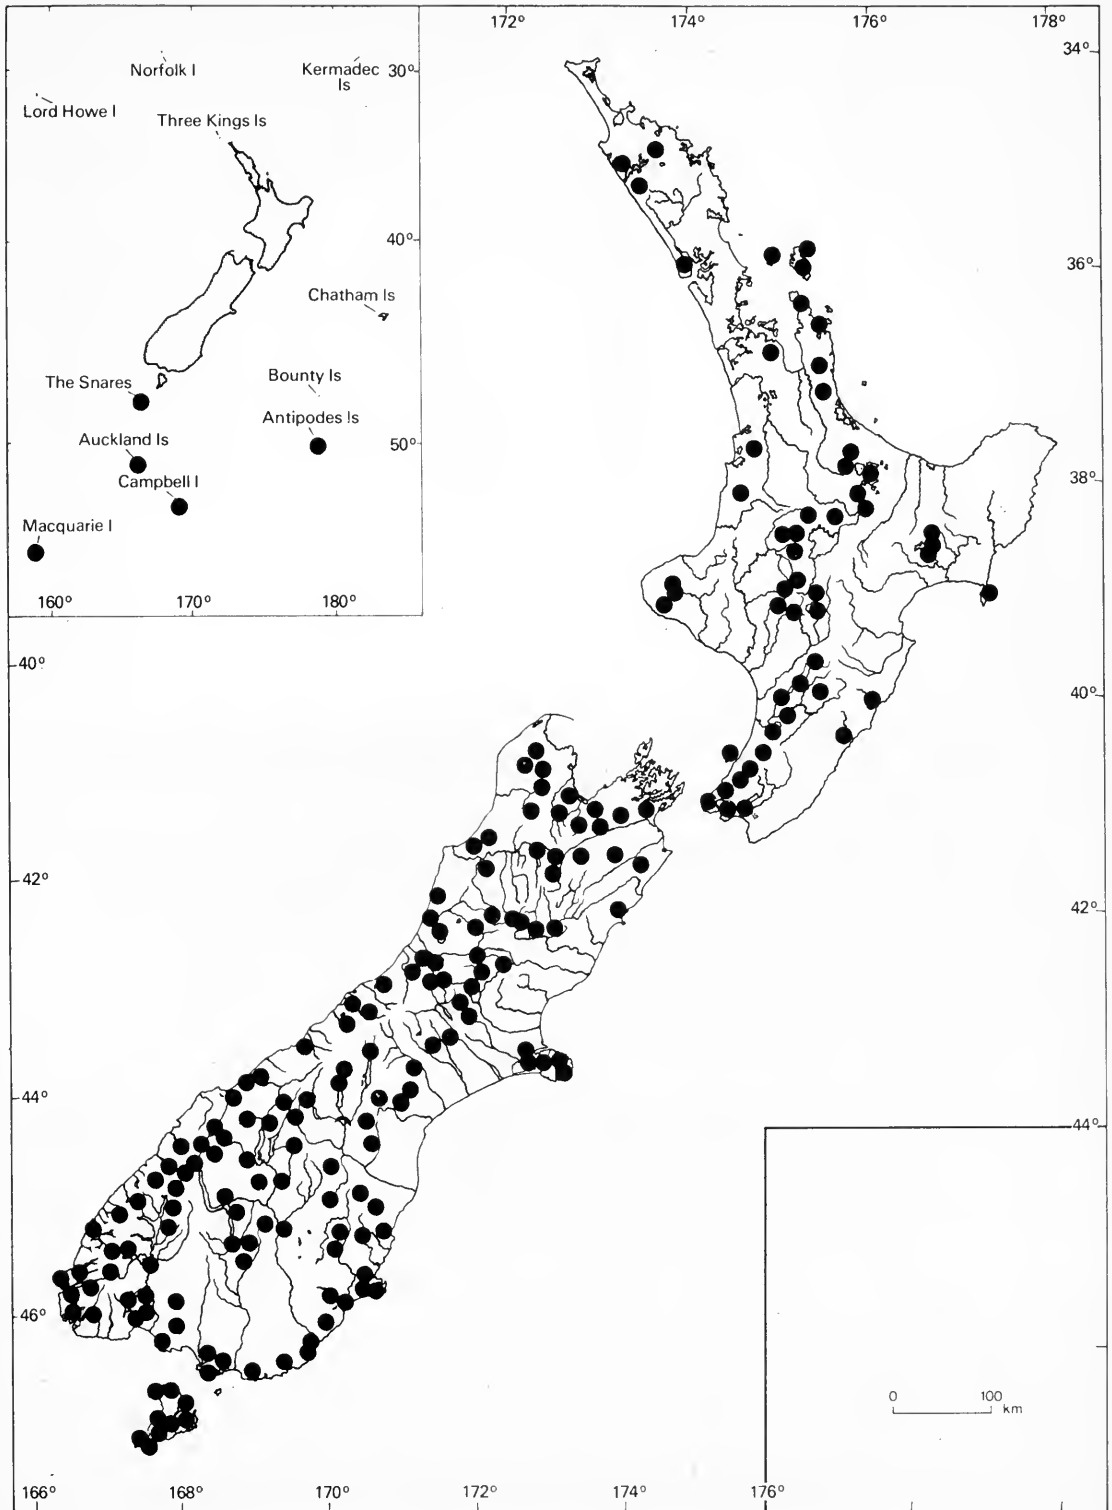 172° 174° 176° 178°
34°
Norfolk I
Kermadec
Is
30°
Lord Howe I
Three Kings Is
40°
36°
Chatham Is
The Snares
Bounty Is
Antipodes Is
Auckland Is
50°
Campbell I
38°
Macquarie I
160° 170° 180°
40°
40°
42°
42°
44°
44°
46°
0 100
km
166° 168° 170° 172° 174° 176°